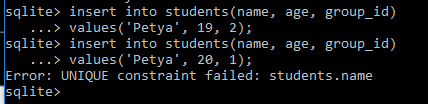 sqlite> insert into students(name, age, group_id)
   ...> values('Petya', 19, 2);
sqlite> insert into students(name, age, group_id)
   ...> values('Petya', 20, 1);
Error: UNIQUE constraint failed: students.name
sqlite>